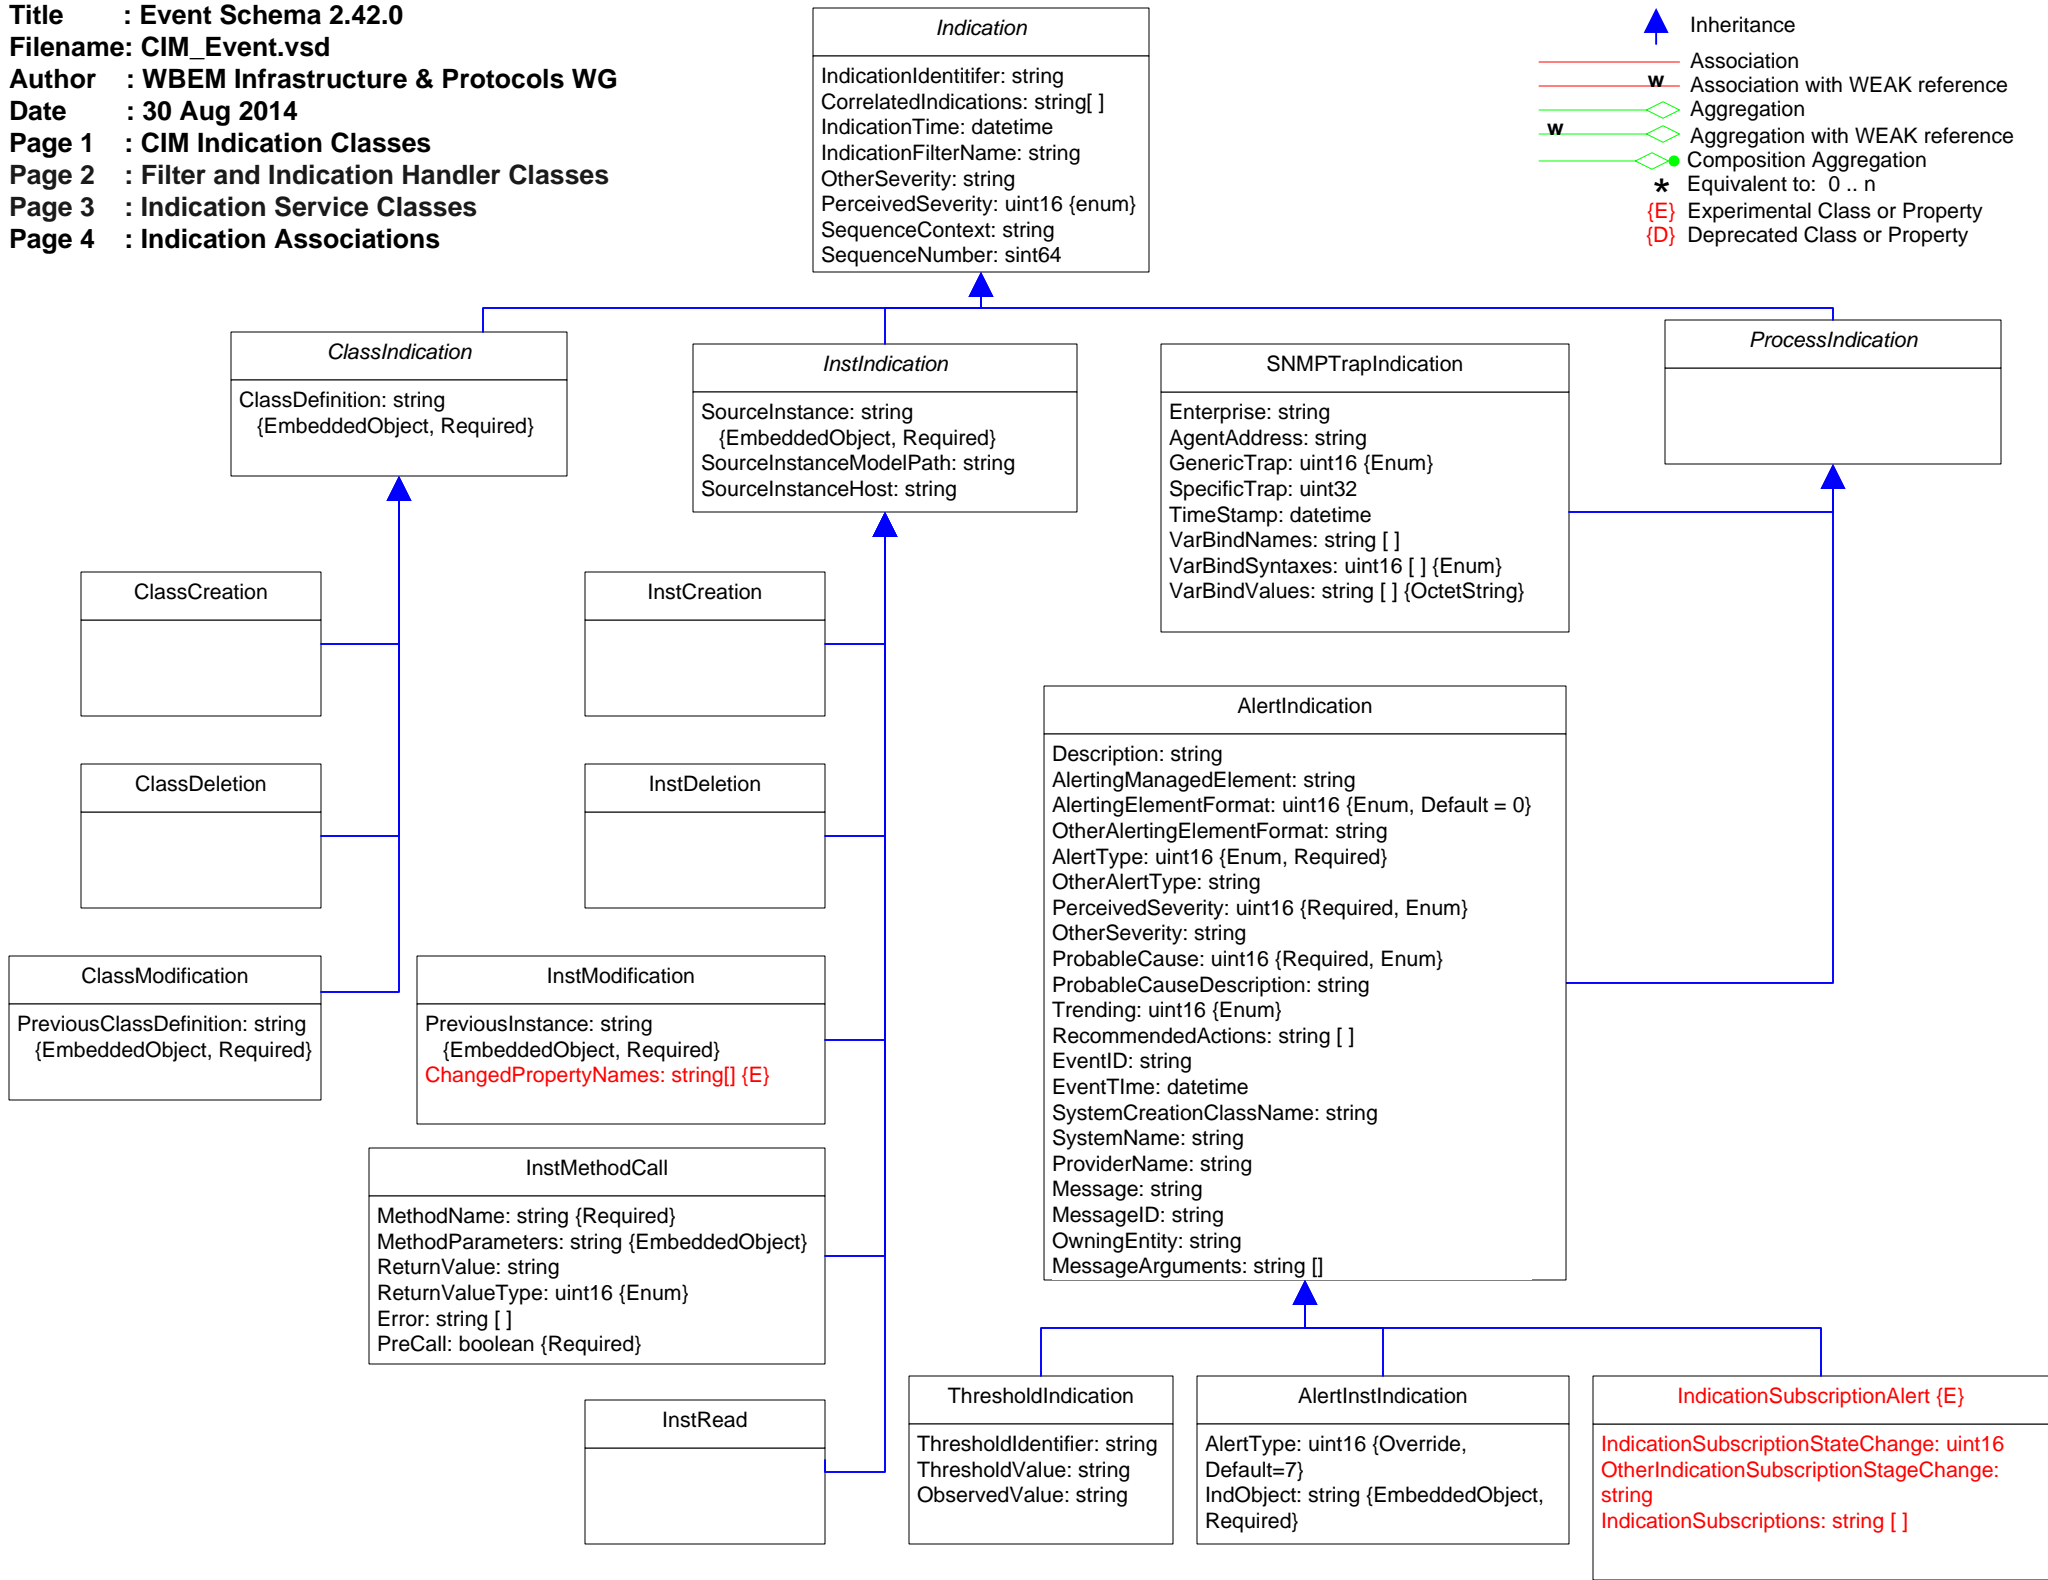 Title : Event Schema 2.42.0
Filename: CIM_Event.vsd
Author : WBEM Infrastructure & Protocols WG
Date : 30 Aug 2014
Page 1 : CIM Indication Classes
Page 2 : Filter and Indication Handler Classes
Page 3 : Indication Service Classes
Page 4 : Indication Associations
Indication
IndicationIdentitifer: string
CorrelatedIndications: string[ ]
IndicationTime: datetime
IndicationFilterName: string
OtherSeverity: string
PerceivedSeverity: uint16 {enum}
SequenceContext: string
SequenceNumber: sint64
Inheritance
Association
w Association with WEAK reference
Aggregation
w Aggregation with WEAK reference
Composition Aggregation
* Equivalent to: 0 .. n
{E} Experimental Class or Property
{D} Deprecated Class or Property
ClassIndication
ClassDefinition: string
{EmbeddedObject, Required}
InstIndication
SourceInstance: string
{EmbeddedObject, Required}
SourceInstanceModelPath: string
SourceInstanceHost: string
SNMPTrapIndication
Enterprise: string
AgentAddress: string
GenericTrap: uint16 {Enum}
SpecificTrap: uint32
TimeStamp: datetime
VarBindNames: string [ ]
VarBindSyntaxes: uint16 [ ] {Enum}
VarBindValues: string [ ] {OctetString}
ProcessIndication
ClassCreation
InstCreation
ClassDeletion
InstDeletion
ClassModification
PreviousClassDefinition: string
{EmbeddedObject, Required}
InstModification
PreviousInstance: string
{EmbeddedObject, Required}
ChangedPropertyNames: string[] {E}
InstMethodCall
MethodName: string {Required}
MethodParameters: string {EmbeddedObject}
ReturnValue: string
ReturnValueType: uint16 {Enum}
Error: string [ ]
PreCall: boolean {Required}
InstRead
AlertIndication
Description: string
AlertingManagedElement: string
AlertingElementFormat: uint16 {Enum, Default = 0}
OtherAlertingElementFormat: string
AlertType: uint16 {Enum, Required}
OtherAlertType: string
PerceivedSeverity: uint16 {Required, Enum}
OtherSeverity: string
ProbableCause: uint16 {Required, Enum}
ProbableCauseDescription: string
Trending: uint16 {Enum}
RecommendedActions: string [ ]
EventID: string
EventTIme: datetime
SystemCreationClassName: string
SystemName: string
ProviderName: string
Message: string
MessageID: string
OwningEntity: string
MessageArguments: string []
ThresholdIndication
ThresholdIdentifier: string
ThresholdValue: string
ObservedValue: string
AlertInstIndication
AlertType: uint16 {Override,
Default=7}
IndObject: string {EmbeddedObject,
Required}
IndicationSubscriptionAlert {E}
IndicationSubscriptionStateChange: uint16
OtherIndicationSubscriptionStageChange:
string
IndicationSubscriptions: string [ ]